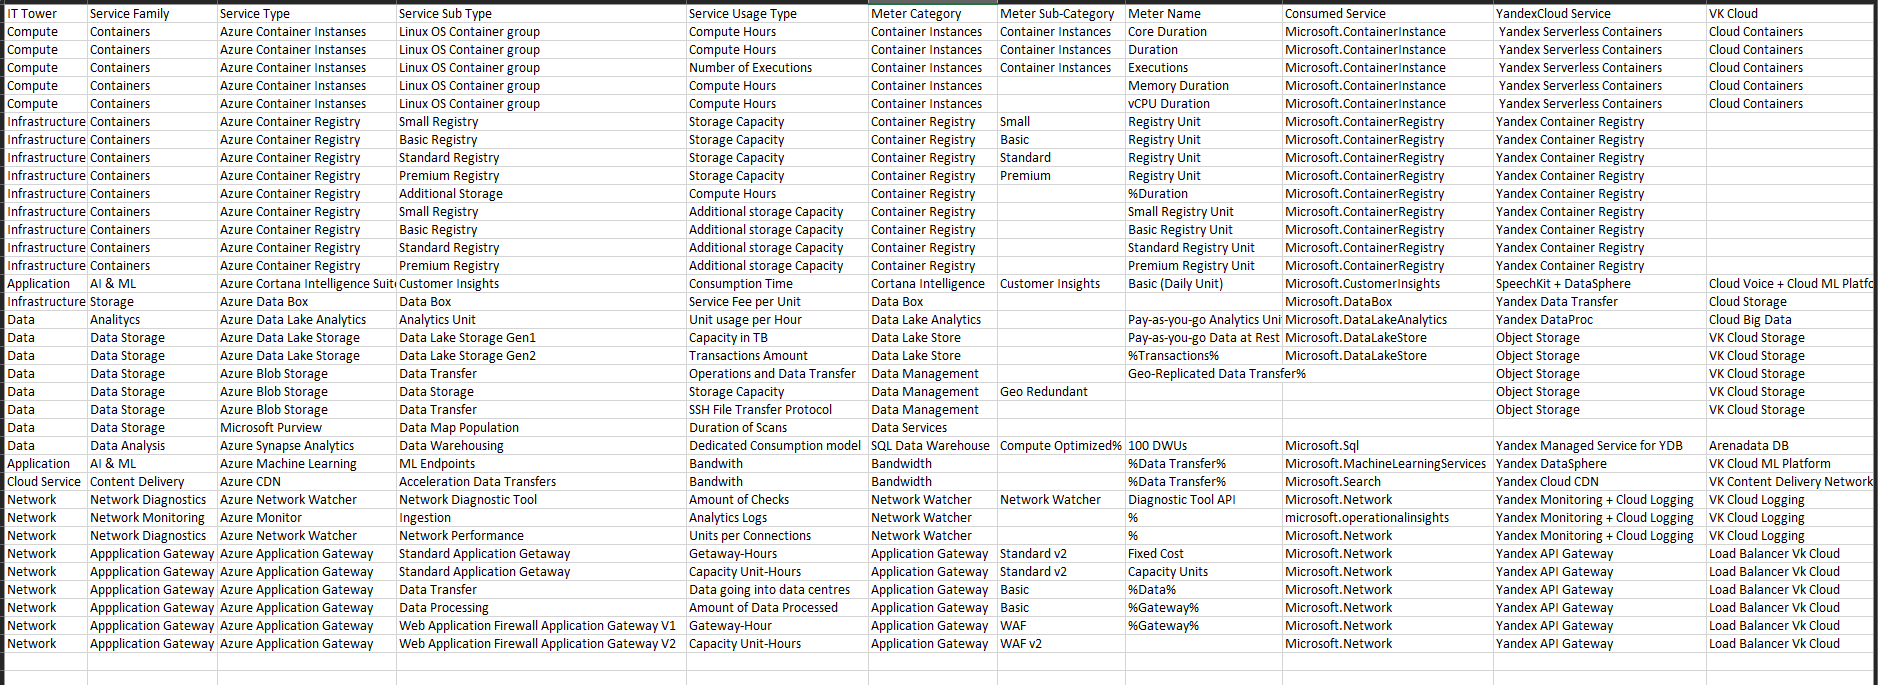 IT Tower Service Family Service Type Service Sub Type Service Usage Type Meter Category Meter Sub-Category Meter Name Consumed Service YandexCloud Service VK Cloud
Compute Containers Azure Container Instanses Linux OS Container group Compute Hours Container Instances Container Instances Core Duration Microsoft.ContainerInstance Yandex Serverless Containers Cloud Containers
Compute Containers Azure Container Instanses Linux OS Container group Compute Hours Container Instances Container Instances Duration Microsoft.ContainerInstance Yandex Serverless Containers Cloud Containers
Compute Containers Azure Container Instanses Linux OS Container group Number of Executions Container Instances Container Instances Executions Microsoft.ContainerInstance Yandex Serverless Containers Cloud Containers
Compute Containers Azure Container Instanses Linux OS Container group Compute Hours Container Instances Memory Duration Microsoft.ContainerInstance Yandex Serverless Containers Cloud Containers
Compute Containers Azure Container Instanses Linux OS Container group Compute Hours Container Instances vCPU Duration Microsoft.ContainerInstance Yandex Serverless Containers Cloud Containers
Infrastructure Containers Azure Container Registry Small Registry Storage Capacity Container Registry Small Registry Unit Microsoft.ContainerRegistry Yandex Container Registry
Infrastructure Containers Azure Container Registry Basic Registry Storage Capacity Container Registry Basic Registry Unit Microsoft.ContainerRegistry Yandex Container Registry
Infrastructure Containers Azure Container Registry Standard Registry Storage Capacity Container Registry Standard Registry Unit Microsoft.ContainerRegistry Yandex Container Registry
Infrastructure Containers Azure Container Registry Premium Registry Storage Capacity Container Registry Premium Registry Unit Microsoft.ContainerRegistry Yandex Container Registry
Infrastructure Containers Azure Container Registry Additional Storage Compute Hours Container Registry %Duration Microsoft.ContainerRegistry Yandex Container Registry
Infrastructure Containers Azure Container Registry Small Registry Additional storage Capacity Container Registry Small Registry Unit Microsoft.ContainerRegistry Yandex Container Registry
Infrastructure Containers Azure Container Registry Basic Registry Additional storage Capacity Container Registry Basic Registry Unit Microsoft.ContainerRegistry Yandex Container Registry
Infrastructure Containers Azure Container Registry Standard Registry Additional storage Capacity Container Registry Standard Registry Unit Microsoft.ContainerRegistry Yandex Container Registry
Infrastructure Containers Azure Container Registry Premium Registry Additional storage Capacity Container Registry Premium Registry Unit Microsoft.ContainerRegistry Yandex Container Registry
Application AI & ML Azure Cortana Intelligence Suit Customer Insights Consumption Time Cortana Intelligence Customer Insights Basic (Daily Unit) Microsoft.CustomerInsights SpeechKit + DataSphere Cloud Voice + Cloud ML Platfo
Infrastructure Storage Azure Data Box Data Box Service Fee per Unit Data Box Microsoft.DataBox Yandex Data Transfer Cloud Storage
Data Analitycs Azure Data Lake Analytics Analytics Unit Unit usage per Hour Data Lake Analytics Pay-as-you-go Analytics Uni Microsoft.DataLakeAnalytics Yandex DataProc Cloud Big Data
Data Data Storage Azure Data Lake Storage Data Lake Storage Gen1 Capacity in TB Data Lake Store Pay-as-you-go Data at Rest Microsoft.DataLakeStore Object Storage VK Cloud Storage
Data Data Storage Azure Data Lake Storage Data Lake Storage Gen2 Transactions Amount Data Lake Store %Transactions% Microsoft.DataLakeStore Object Storage VK Cloud Storage
Data Data Storage Azure Blob Storage Data Transfer Operations and Data Transfer Data Management Geo-Replicated Data Transfer% Object Storage VK Cloud Storage
Data Data Storage Azure Blob Storage Data Storage Storage Capacity Data Management Geo Redundant Object Storage VK Cloud Storage
Data Data Storage Azure Blob Storage Data Transfer SSH File Transfer Protocol Data Management Object Storage VK Cloud Storage
Data Data Storage Microsoft Purview Data Map Population Duration of Scans Data Services
Data Data Analysis Azure Synapse Analytics Data Warehousing Dedicated Consumption model SQL Data Warehouse Compute Optimized% 100 DWUs Microsoft.Sql Yandex Managed Service for YDB Arenadata DB
Application AI & ML Azure Machine Learning ML Endpoints Bandwith Bandwidth %Data Transfer% Microsoft.MachineLearningServices Yandex DataSphere VK Cloud ML Platform
Cloud Service Content Delivery Azure CDN Acceleration Data Transfers Bandwith Bandwidth %Data Transfer% Microsoft.Search Yandex Cloud CDN VK Content Delivery Network
Network Network Diagnostics Azure Network Watcher Network Diagnostic Tool Amount of Checks Network Watcher Network Watcher Diagnostic Tool API Microsoft.Network Yandex Monitoring + Cloud Logging VK Cloud Logging
Network Network Monitoring Azure Monitor Ingestion Analytics Logs Network Watcher % microsoft.operationalinsights Yandex Monitoring + Cloud Logging VK Cloud Logging
Network Network Diagnostics Azure Network Watcher Network Performance Units per Connections Network Watcher % Microsoft.Network Yandex Monitoring + Cloud Logging VK Cloud Logging
Network Appplication Gateway Azure Application Gateway Standard Application Getaway Getaway-Hours Application Gateway Standard v2 Fixed Cost Microsoft.Network Yandex API Gateway Load Balancer Vk Cloud
Network Appplication Gateway Azure Application Gateway Standard Application Getaway Capacity Unit-Hours Application Gateway Standard v2 Capacity Units Microsoft.Network Yandex API Gateway Load Balancer Vk Cloud
Network Appplication Gateway Azure Application Gateway Data Transfer Data going into data centres Application Gateway Basic %Data% Microsoft.Network Yandex API Gateway Load Balancer Vk Cloud
Network Appplication Gateway Azure Application Gateway Data Processing Amount of Data Processed Application Gateway Basic %Gateway% Microsoft.Network Yandex API Gateway Load Balancer Vk Cloud
Network Appplication Gateway Azure Application Gateway Web Application Firewall Application Gateway V1 Gateway-Hour Application Gateway WAF %Gateway% Microsoft.Network Yandex API Gateway Load Balancer Vk Cloud
Network Appplication Gateway Azure Application Gateway Web Application Firewall Application Gateway V2 Capacity Unit-Hours Application Gateway WAF v2 Microsoft.Network Yandex API Gateway Load Balancer Vk Cloud